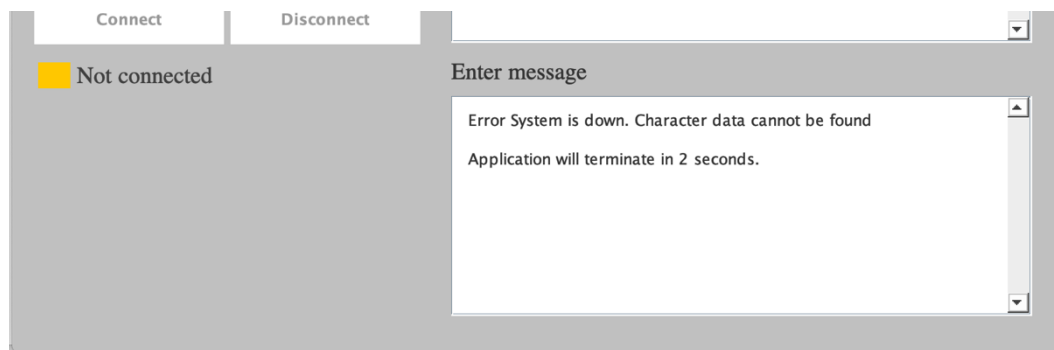 Connect Disconnect
Not connected
Enter message
Error System is down. Character data cannot be found
Application will terminate in 2 seconds.